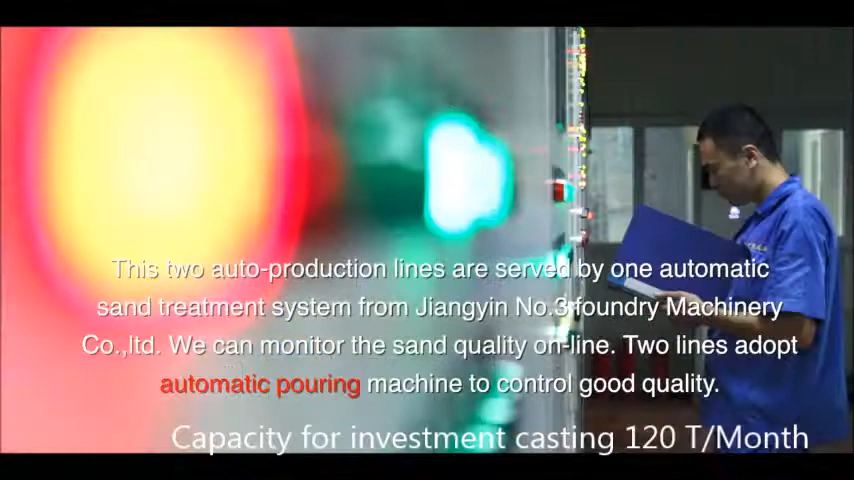 This two auto-production lines are served by one automatic
sand treatment system from Jiangyin No.3 foundry Machinery
Co.,ltd. We can monitor the sand quality on-line. Two lines adopt
automatic pouring machine to control good quality.
Capacity for investment casting 120 T/Month